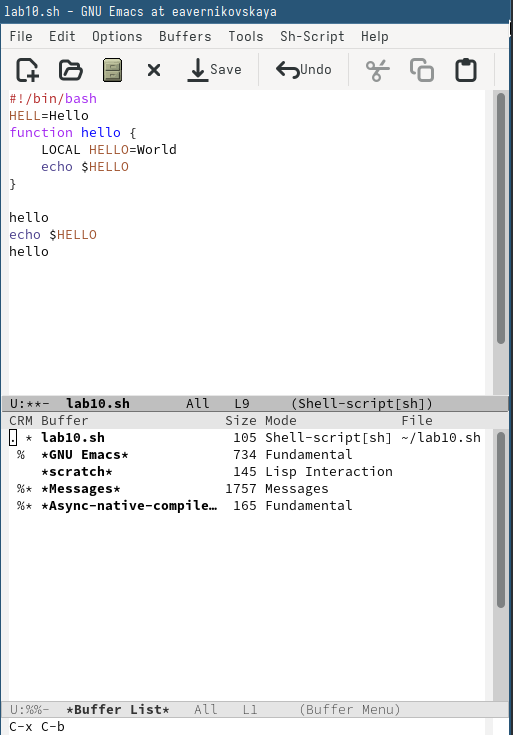 lab10.sh – GNU Emacs at eavernikovskaya
File Edit Options Buffers Tools Sh-Script Help
Save Undo
#!/bin/bash
HELL=Hello
function hello {
    LOCAL HELLO=World
    echo $HELLO
}
hello
echo $HELLO
hello
U:**-  lab10.sh       All   L9     (Shell-script[sh])
CRM Buffer                 Size Mode             File
. * lab10.sh                105 Shell-script[sh] ~/lab10.sh
 %  *GNU Emacs*             734 Fundamental
    *scratch*               145 Lisp Interaction
 %* *Messages*             1757 Messages
 %* *Async-native-compile…  165 Fundamental
U:%%-  *Buffer List*   All   L1     (Buffer Menu)
C-x C-b